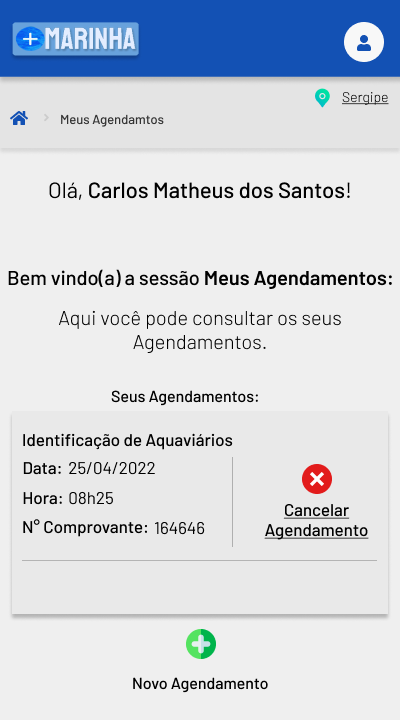 MARINHA
Sergipe
Meus Agendamtos
Olá, Carlos Matheus dos Santos!
Bem vindo(a) a sessão Meus Agendamentos:
Aqui você pode consultar os seus
Agendamentos.
Seus Agendamentos:
Identificação de Aquaviários
Data: 25/04/2022
Hora: 08h25
N° Comprovante: 164646
Cancelar
Agendamento
Novo Agendamento